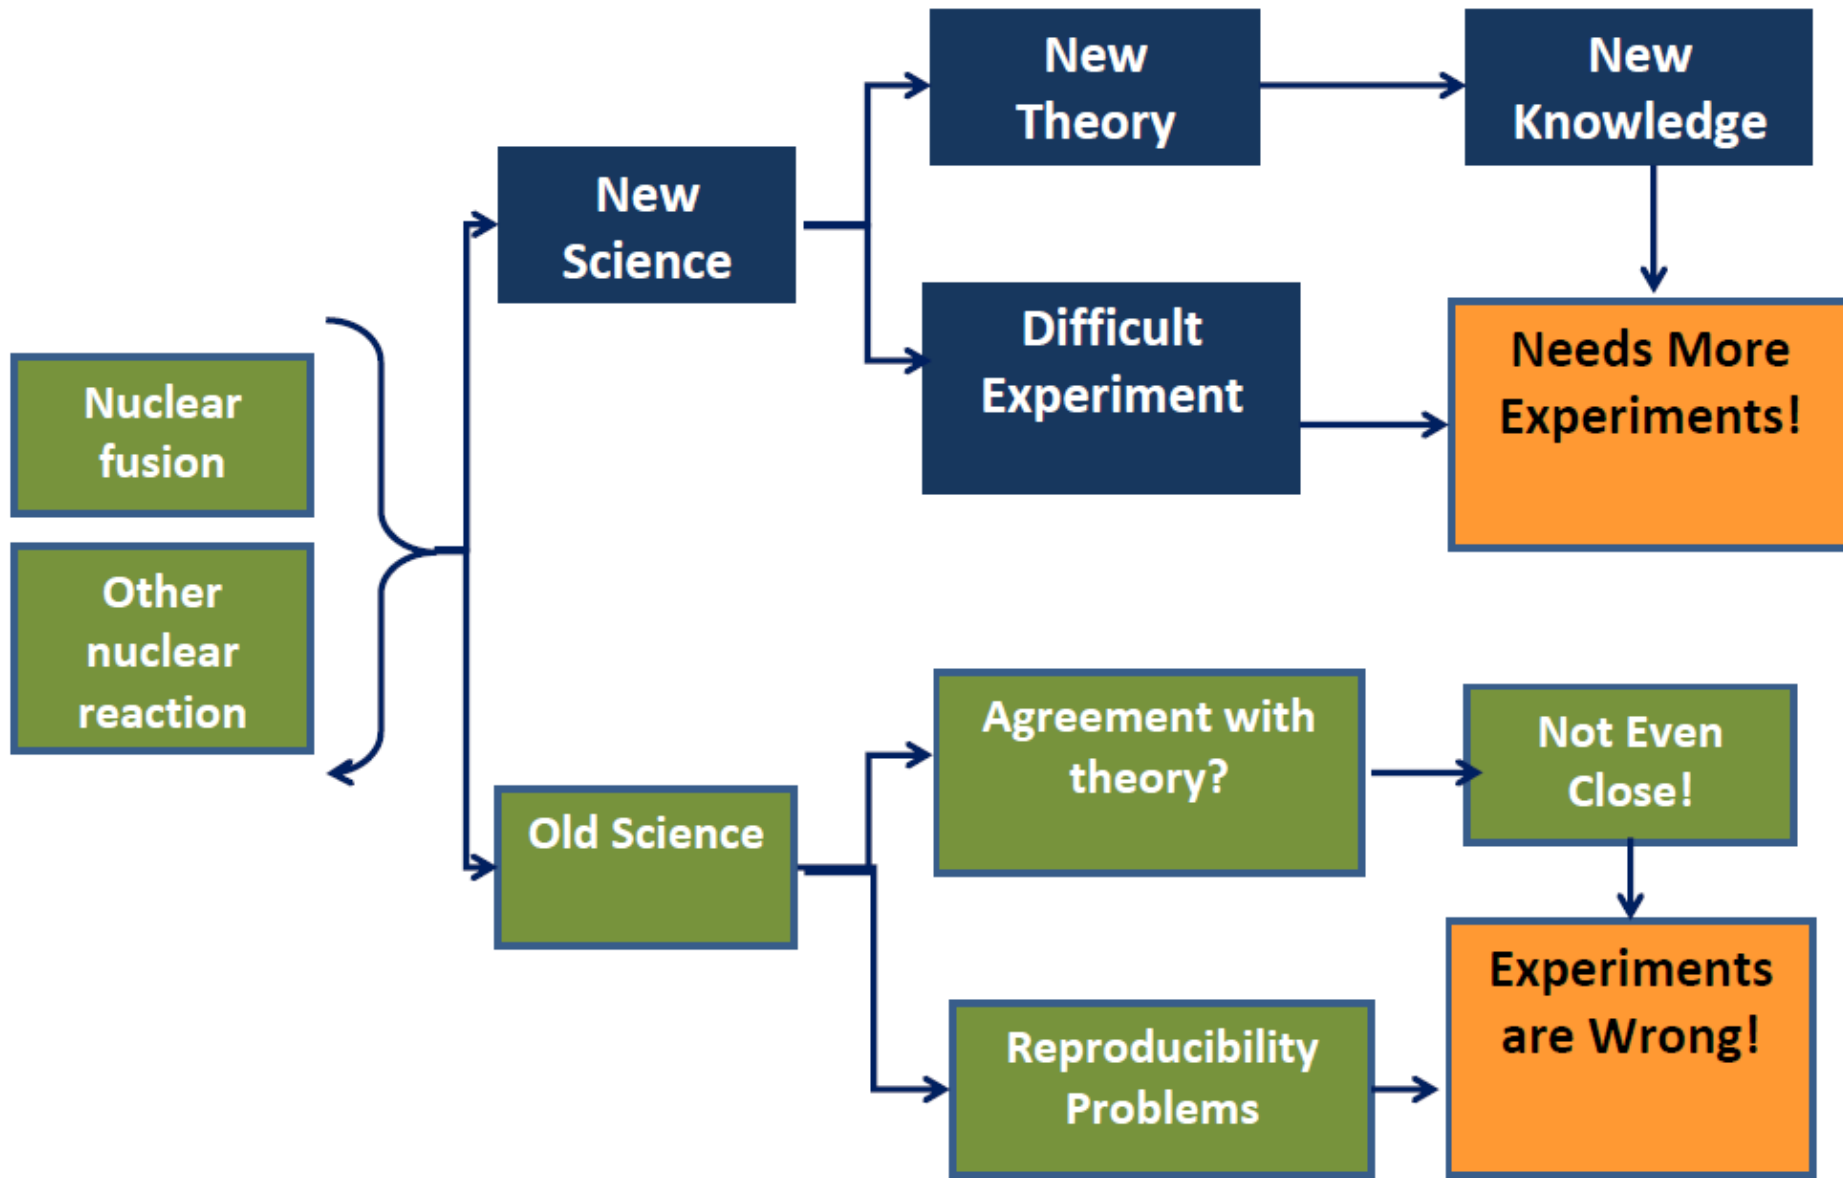 Nuclear
fusion
Other
nuclear
reaction
New
Science
Old Science
New
Theory
New
Knowledge
Difficult
Experiment
Needs More
Experiments!
Agreement with
theory?
Not Even
Close!
Reproducibility
Problems
Experiments
are Wrong!